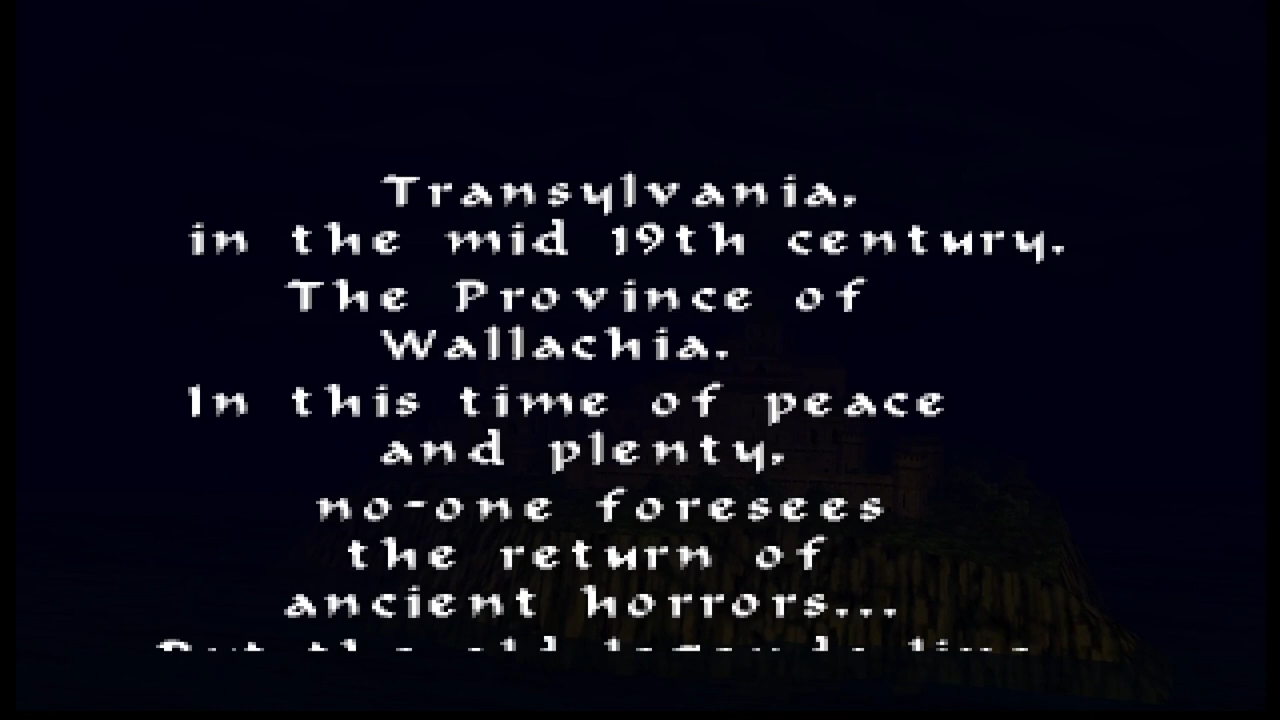 Transylvania,
in the mid 19th century.
The Province of
Wallachia.
In this time of peace
and plenty,
no-one foresees
the return of
ancient horrors...